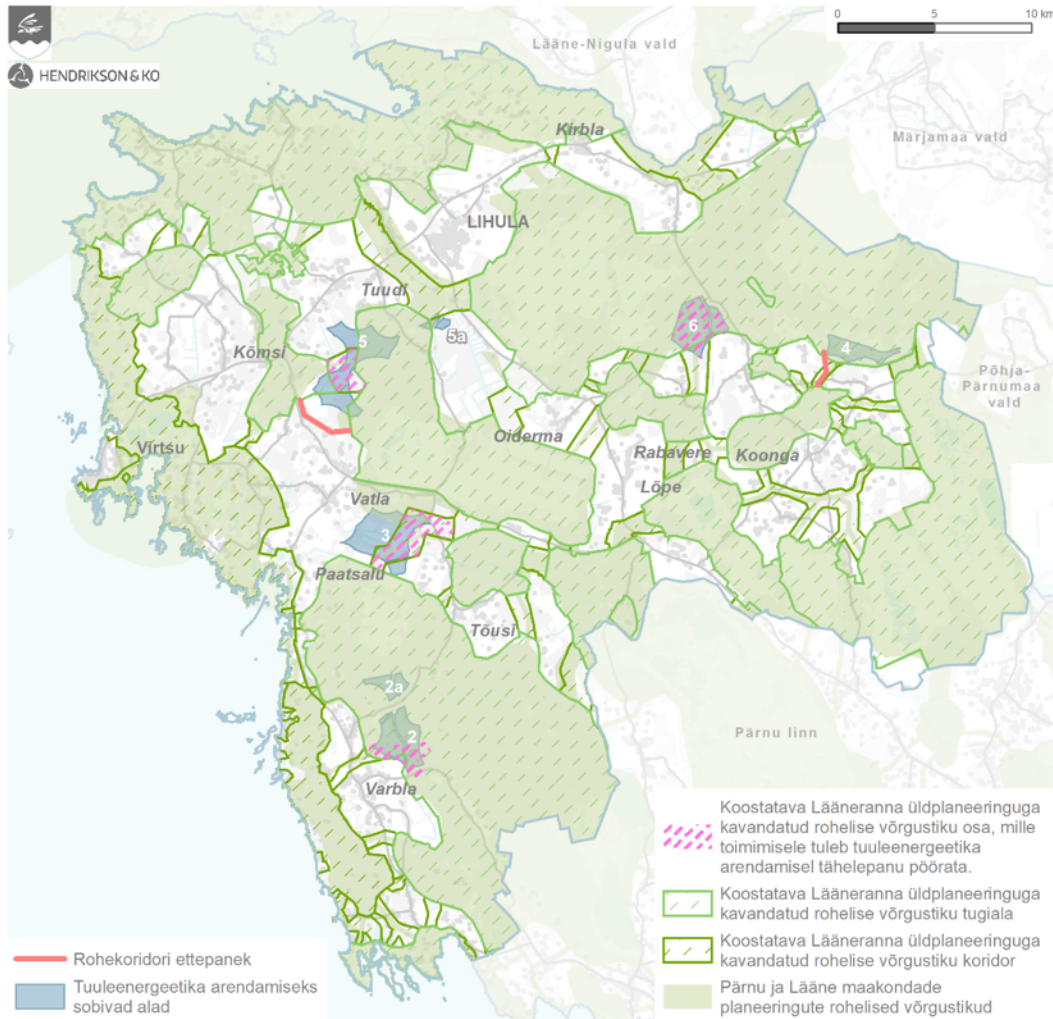 HENDRIKSON & KO
0 5 10 km
Lääne-Nigula vald
Märjamaa vald
Kirbla
LIHULA
Tuudi
5a
5
6
4
Kõmsi
Põhja-
Pärnumaa
vald
Oiderma
Rabavere
Koonga
Virtsu
Lõpe
Vatla
3
Paatsalu
Tõusi
2a
2
Pärnu linn
Varbla
Koostatava Lääneranna üldplaneeringuga
kavandatud rohelise võrgustiku osa, mille
toimimisele tuleb tuuleenergeetika
arendamisel tähelepanu pöörata.
Koostatava Lääneranna üldplaneeringuga
kavandatud rohelise võrgustiku tugiala
Koostatava Lääneranna üldplaneeringuga
kavandatud rohelise võrgustiku koridor
Pärnu ja Lääne maakondade
planeeringute rohelised võrgustikud
Rohekoridori ettepanek
Tuuleenergeetika arendamiseks
sobivad alad